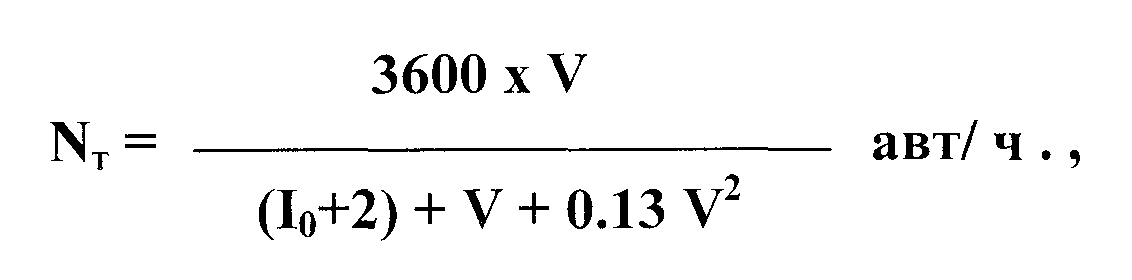 3600 x V
Nт = авт/ ч . ,
(I₀+2) + V + 0.13 V²